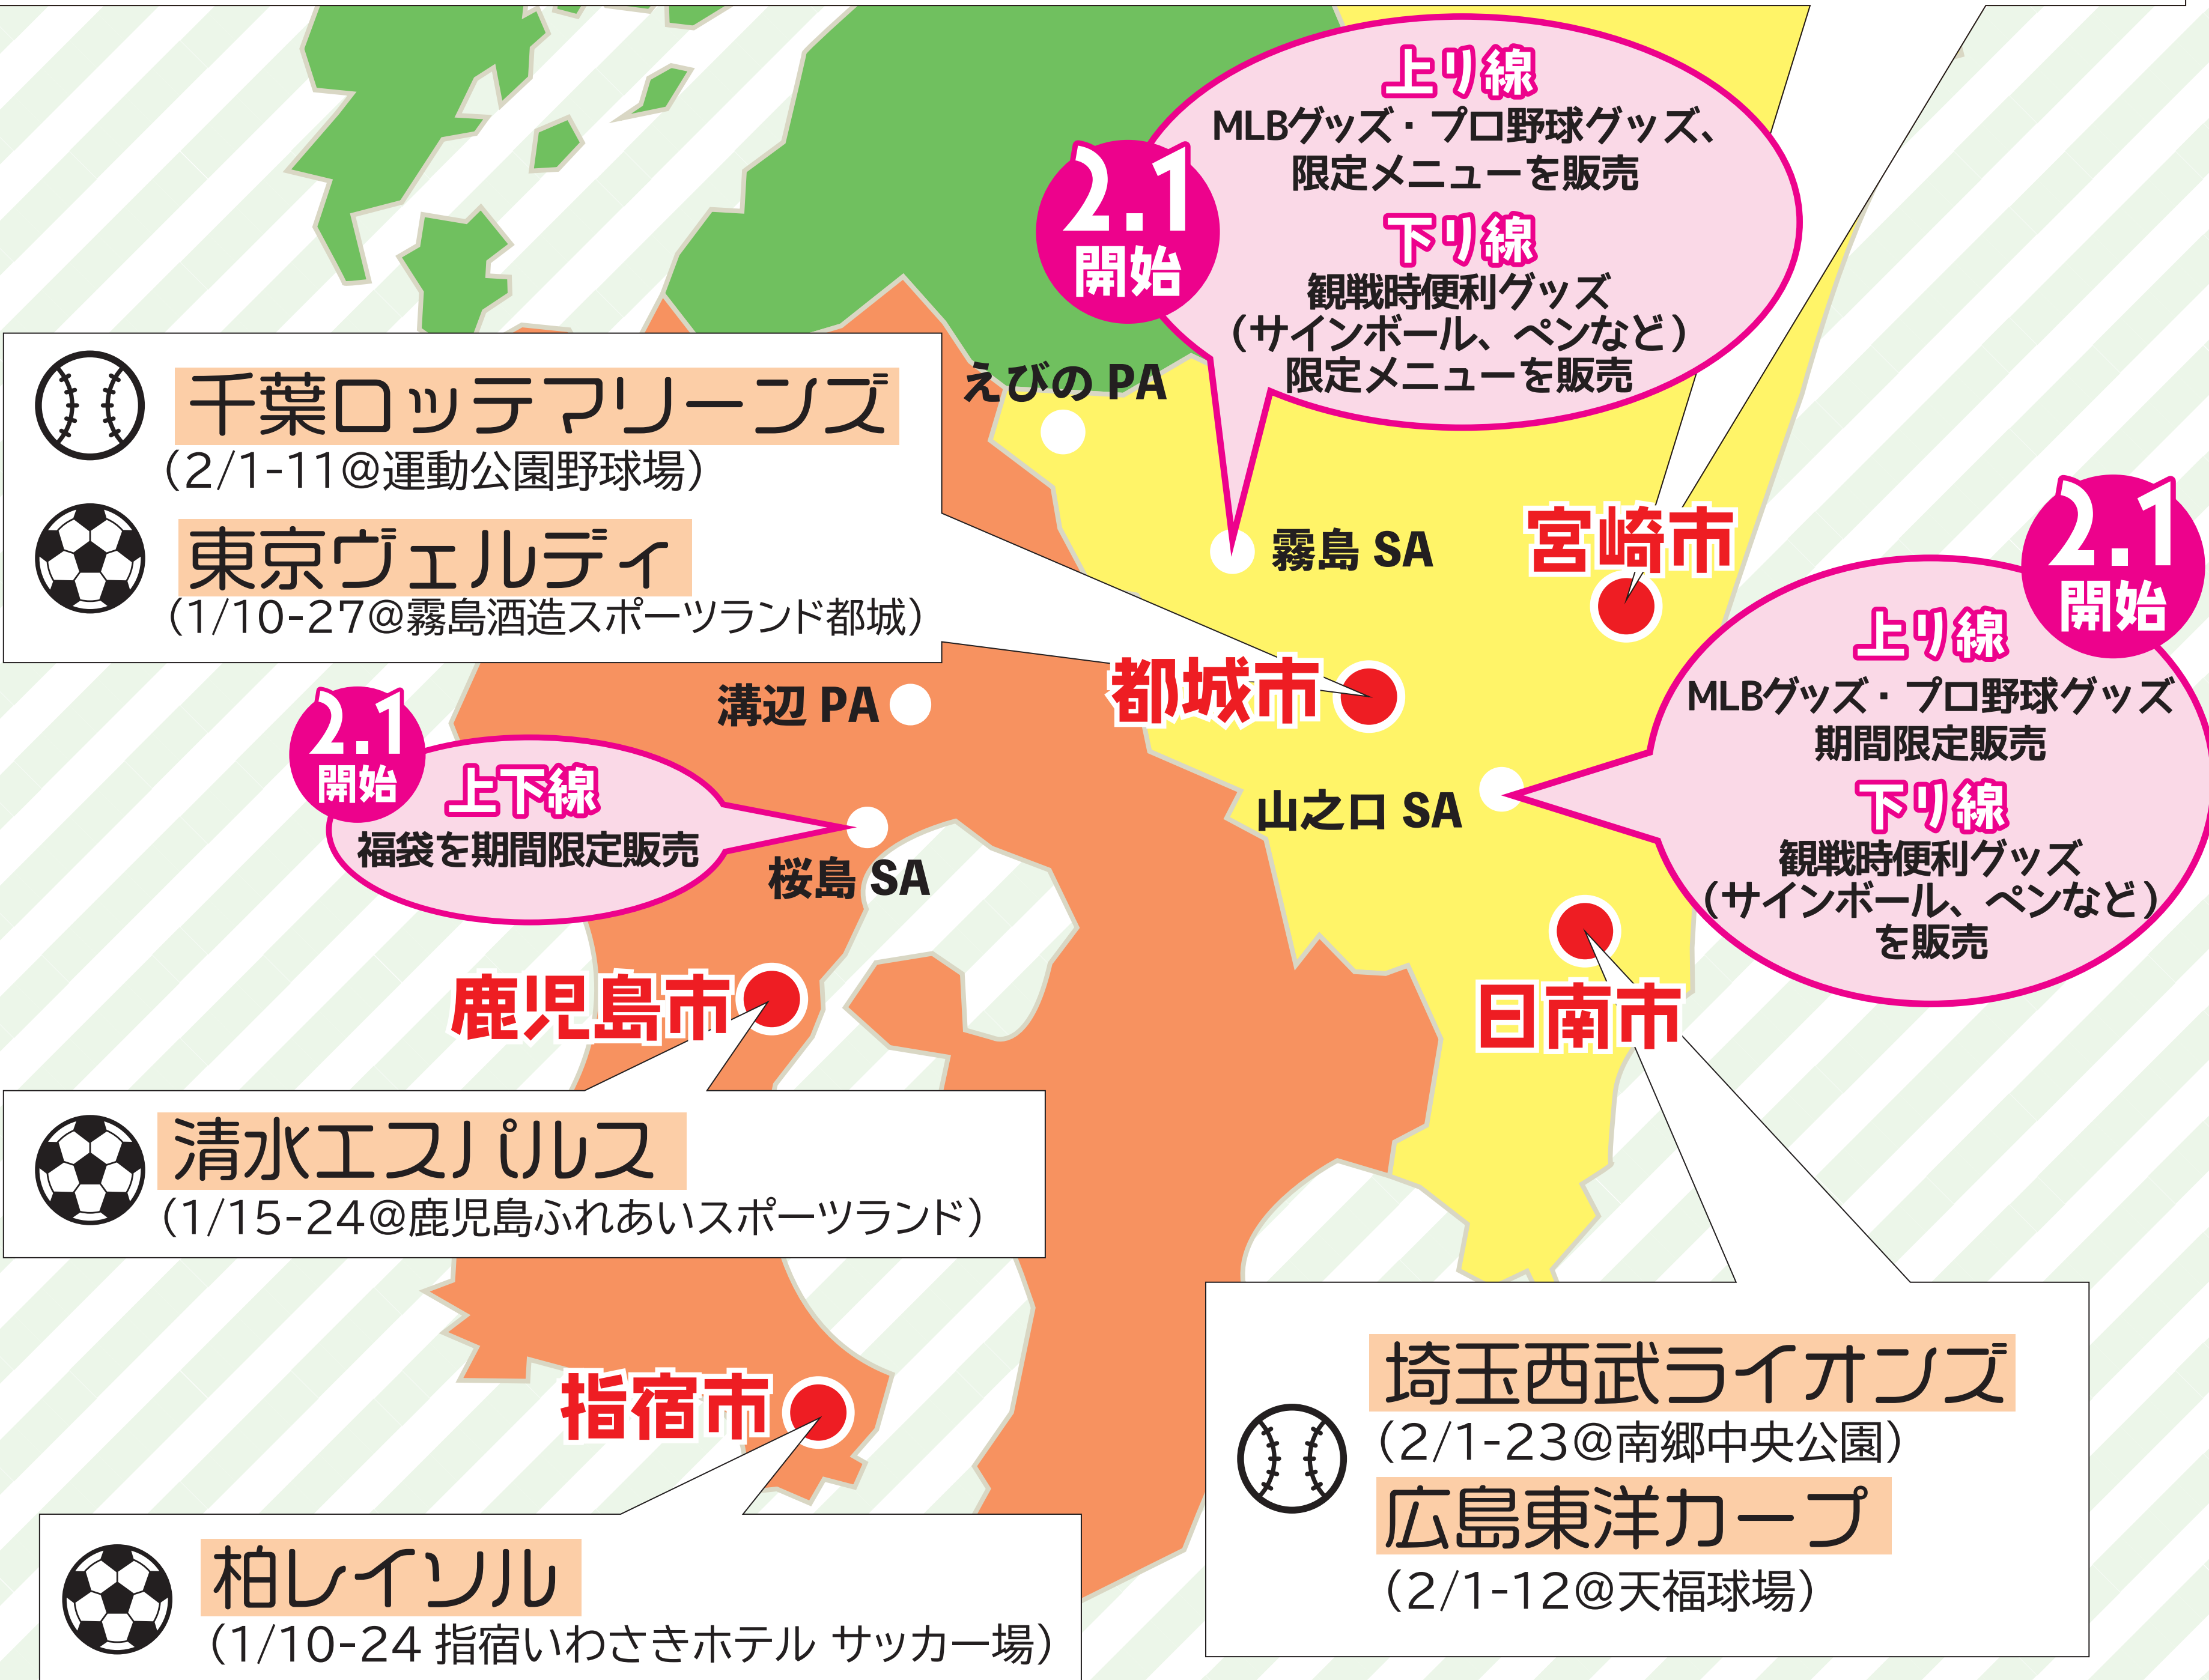 上り線
MLBグッズ・プロ野球グッズ、
限定メニューを販売
下り線
観戦時便利グッズ
（サインボール、ペンなど）
限定メニューを販売
2.1
開始
千葉ロッテマリーンズ
（2/1-11@運動公園野球場）
東京ヴェルディ
（1/10-27@霧島酒造スポーツランド都城）
えびの PA
霧島 SA
宮崎市
2.1
開始
上り線
MLBグッズ・プロ野球グッズ
期間限定販売
下り線
観戦時便利グッズ
（サインボール、ペンなど）
を販売
都城市
溝辺 PA
2.1
開始
上下線
福袋を期間限定販売
桜島 SA
山之口 SA
鹿児島市
日南市
清水エスパルス
（1/15-24@鹿児島ふれあいスポーツランド）
指宿市
埼玉西武ライオンズ
（2/1-23@南郷中央公園）
広島東洋カープ
（2/1-12@天福球場）
柏レイソル
（1/10-24 指宿いわさきホテル サッカー場）